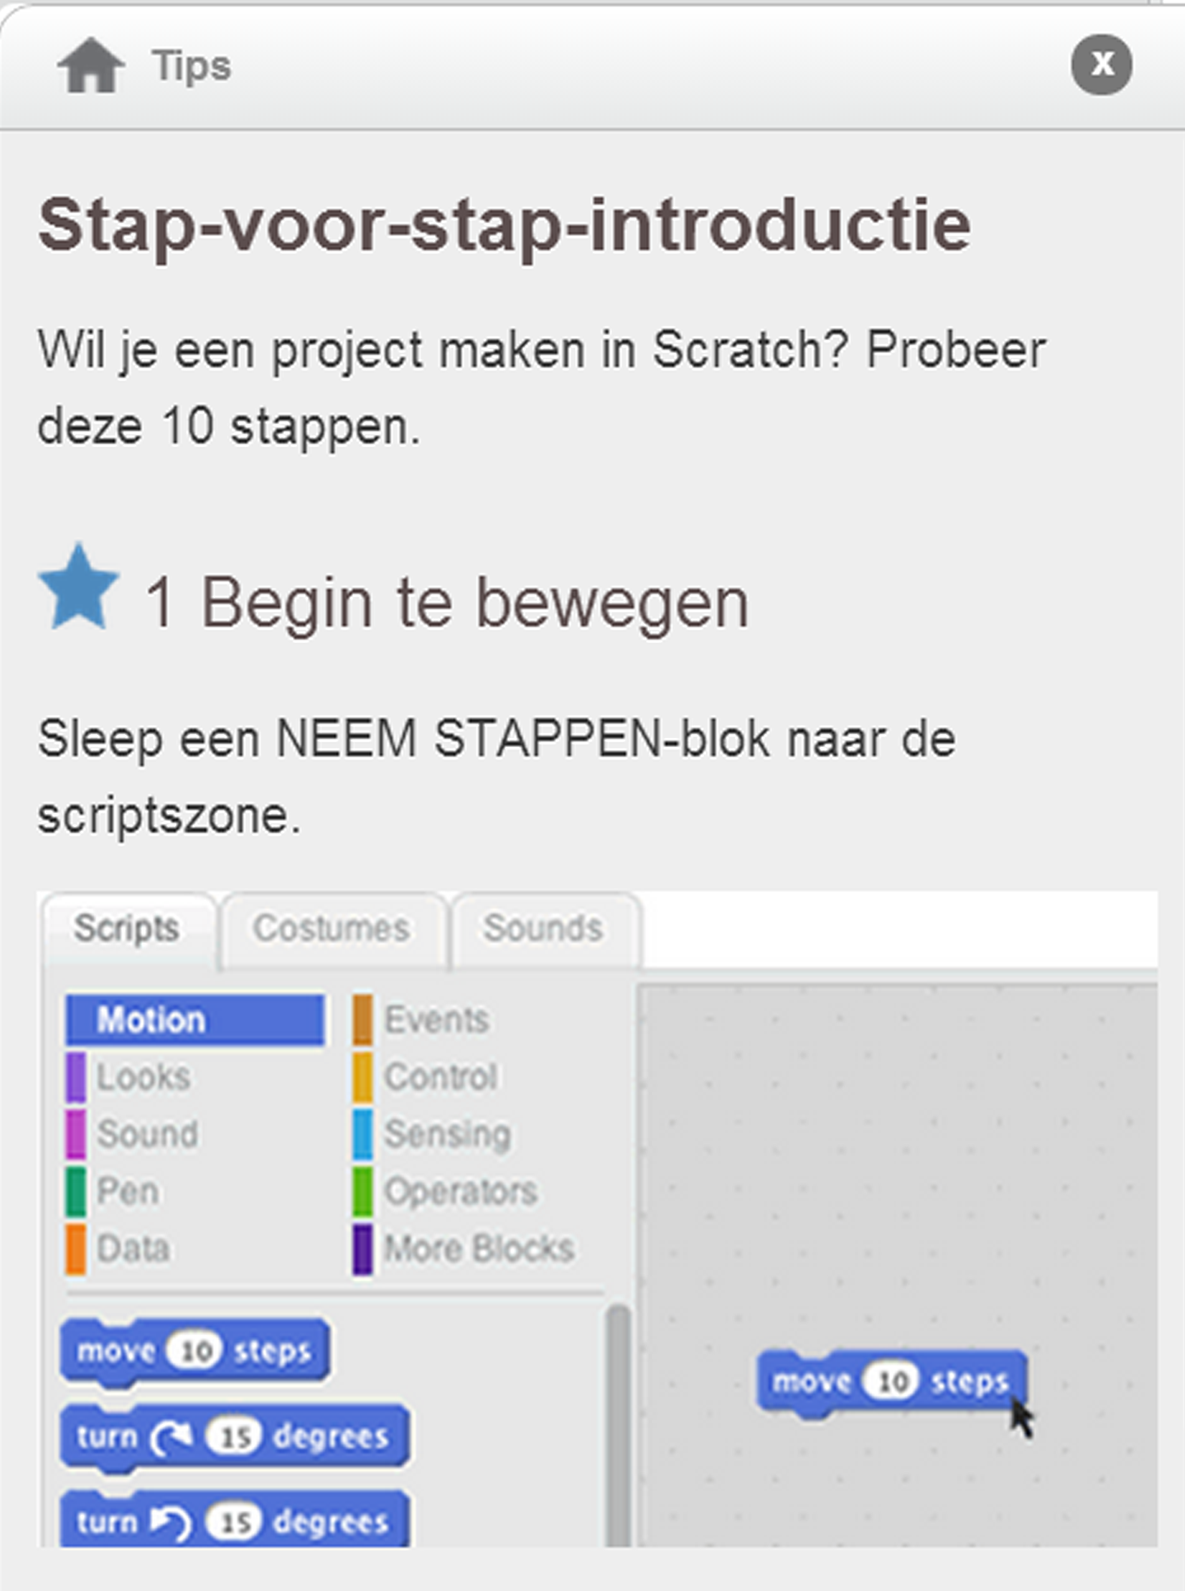 Tips
x
Stap-voor-stap-introductie
Wil je een project maken in Scratch? Probeer
deze 10 stappen.
1 Begin te bewegen
Sleep een NEEM STAPPEN-blok naar de
scriptszone.
Scripts Costumes Sounds
Motion Events
Looks Control
Sound Sensing
Pen Operators
Data More Blocks
move 10 steps
move 10 steps
turn 15 degrees
turn 15 degrees